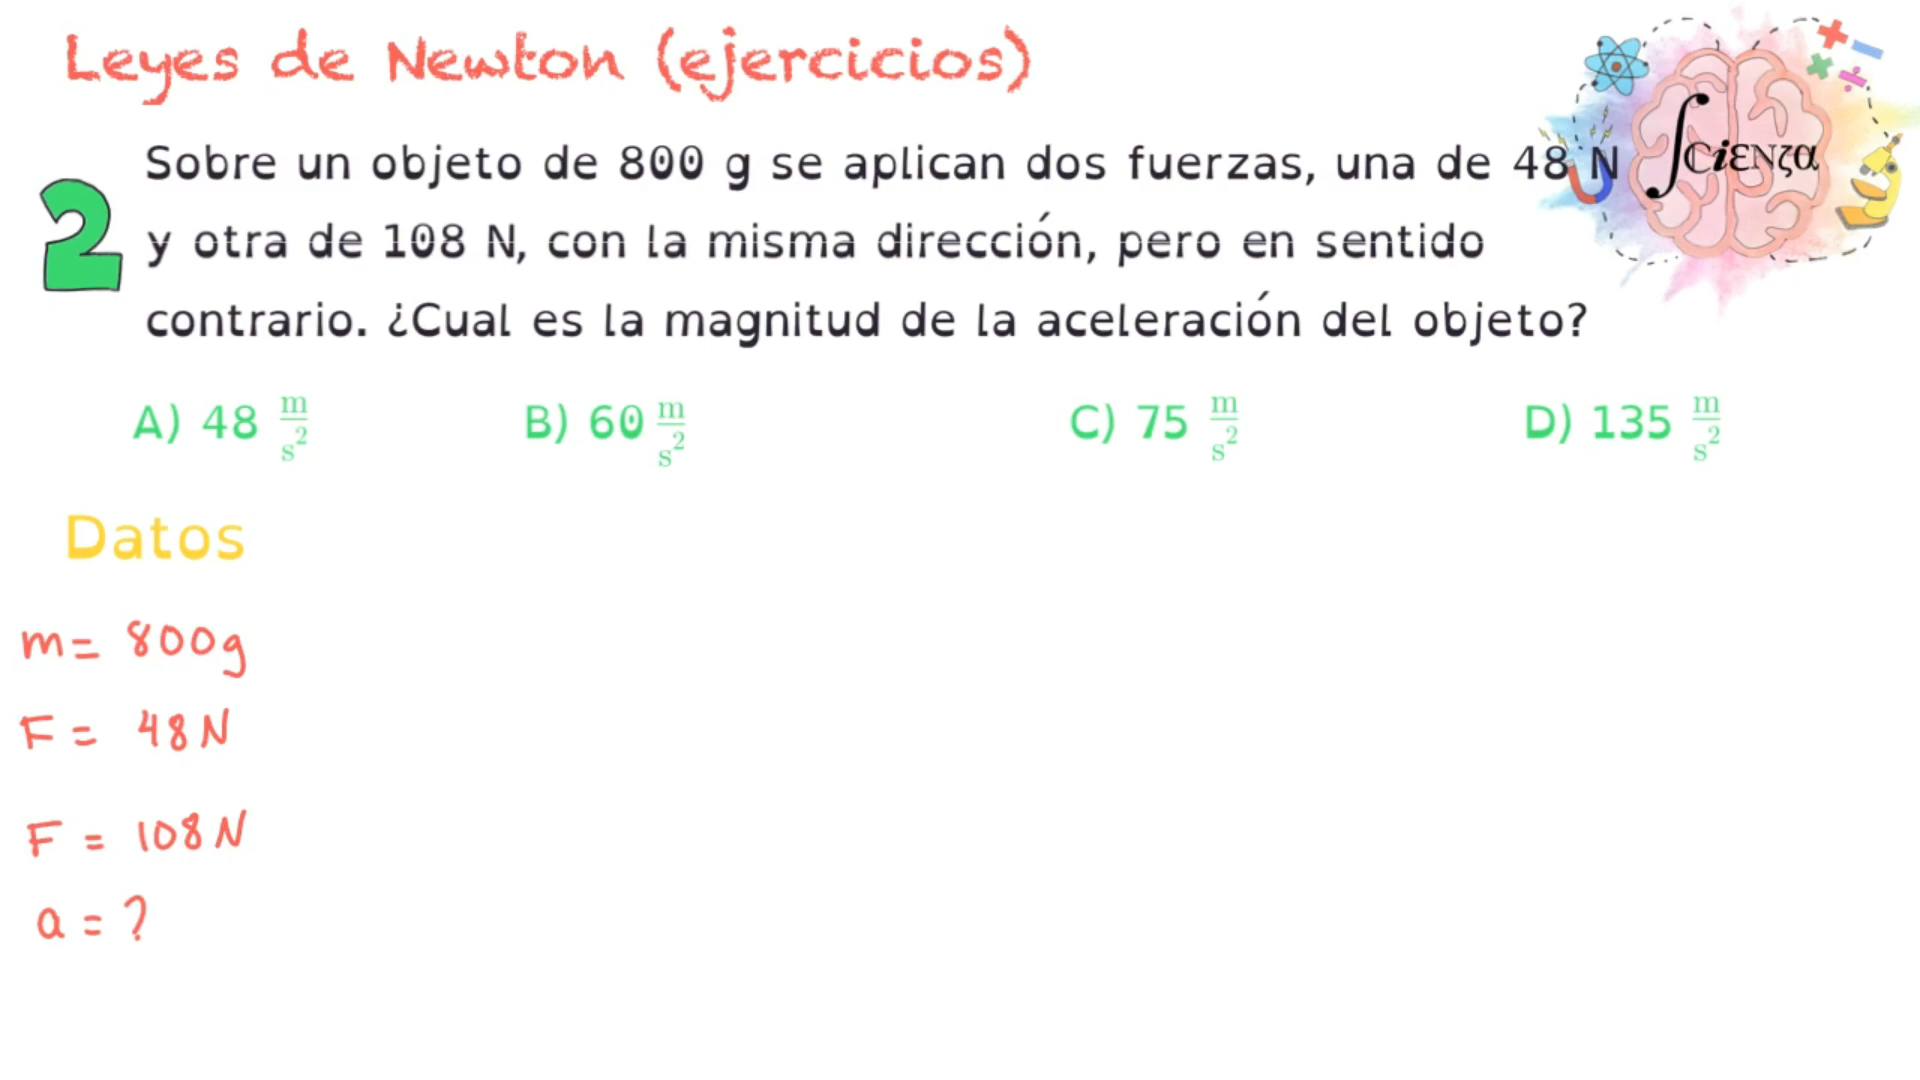 Leyes de Newton (ejercicios)
2
Sobre un objeto de 800 g se aplican dos fuerzas, una de 48 N
y otra de 108 N, con la misma dirección, pero en sentido
contrario. ¿Cual es la magnitud de la aceleración del objeto?
∫CiεNζα
A) 48 m/s² B) 60 m/s² C) 75 m/s² D) 135 m/s²
Datos
m= 800g
F = 48N
F = 108N
a = ?